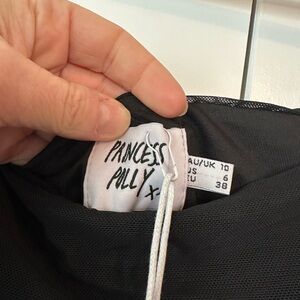 PRINCESS
POLLY
X
AU/UK 10
US 6
EU 38